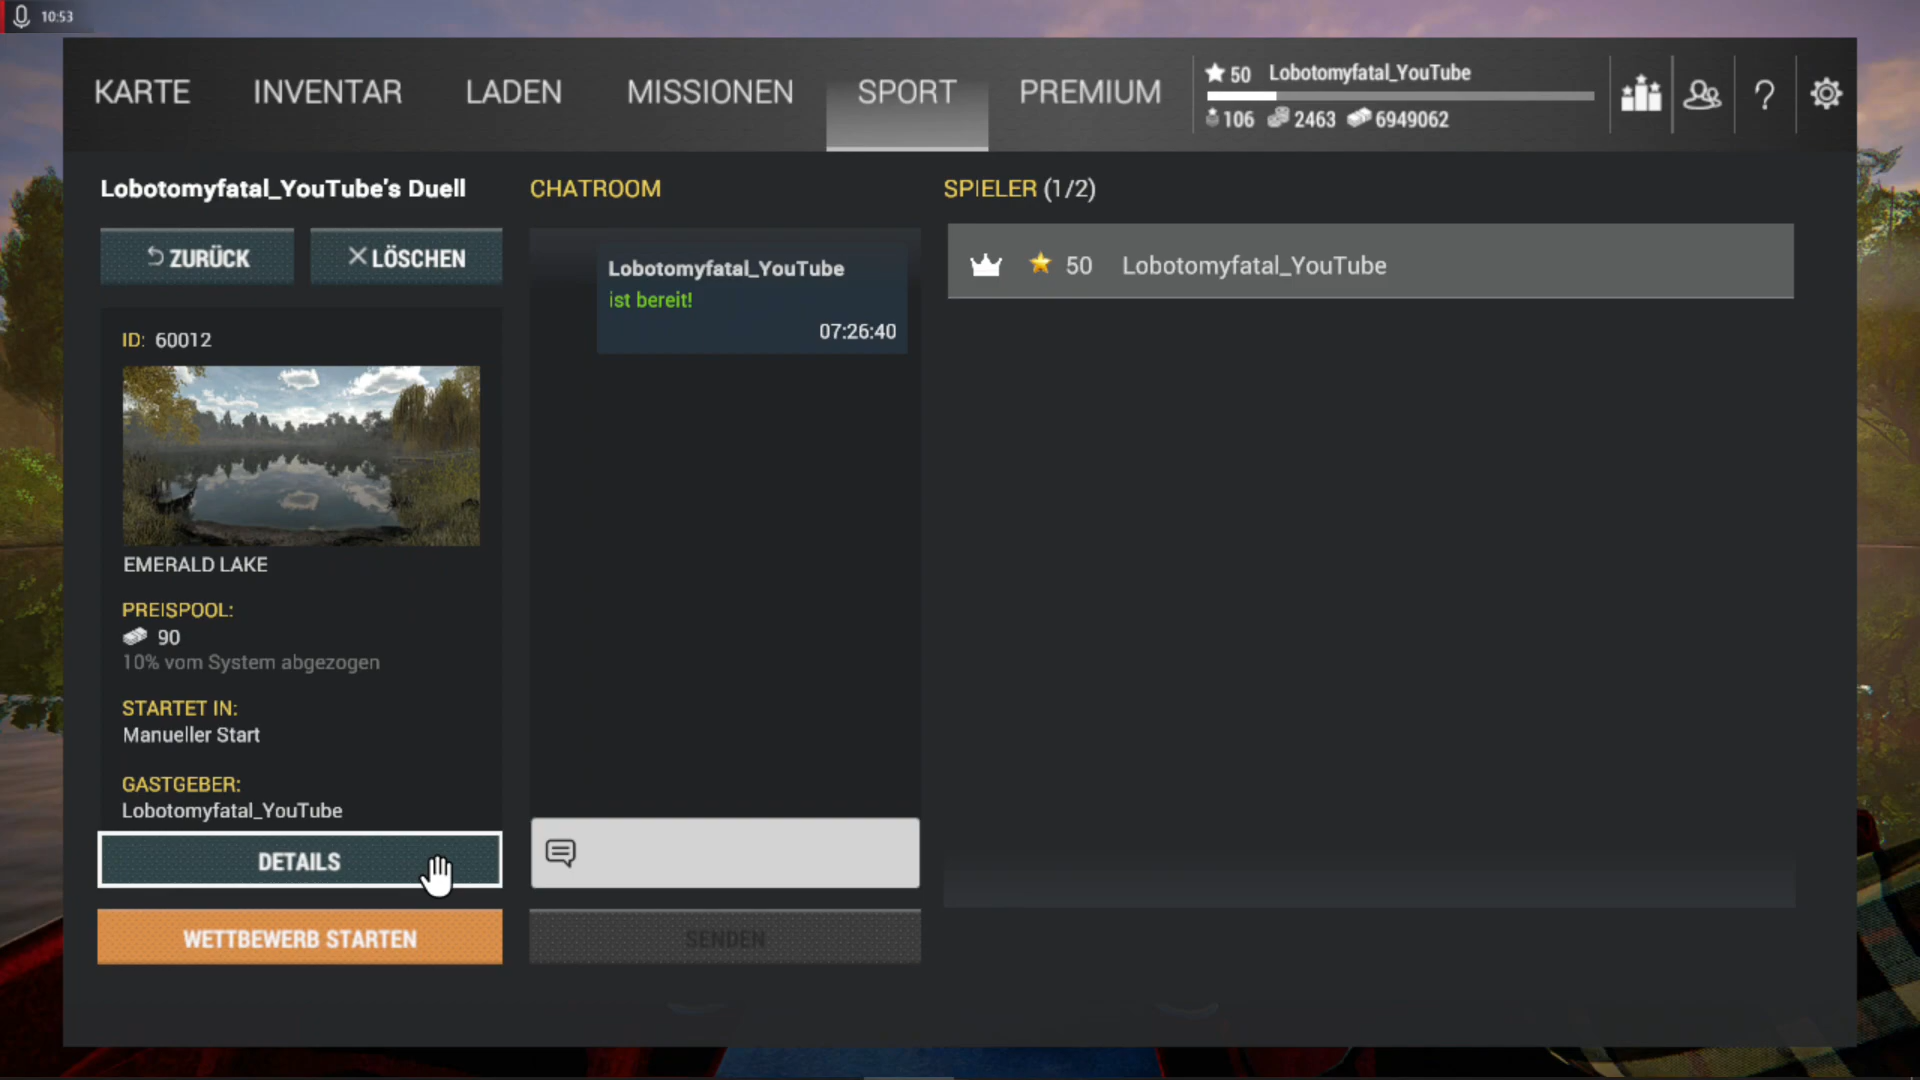 10:53
KARTE
INVENTAR
LADEN
MISSIONEN
SPORT
PREMIUM
50 Lobotomyfatal_YouTube
106 2463 6949062
?
Lobotomyfatal_YouTube's Duell
ZURÜCK
LÖSCHEN
ID: 60012
EMERALD LAKE
PREISPOOL:
90
10% vom System abgezogen
STARTET IN:
Manueller Start
GASTGEBER:
Lobotomyfatal_YouTube
DETAILS
WETTBEWERB STARTEN
CHATROOM
Lobotomyfatal_YouTube
ist bereit!
07:26:40
SENDEN
SPIELER (1/2)
50 Lobotomyfatal_YouTube